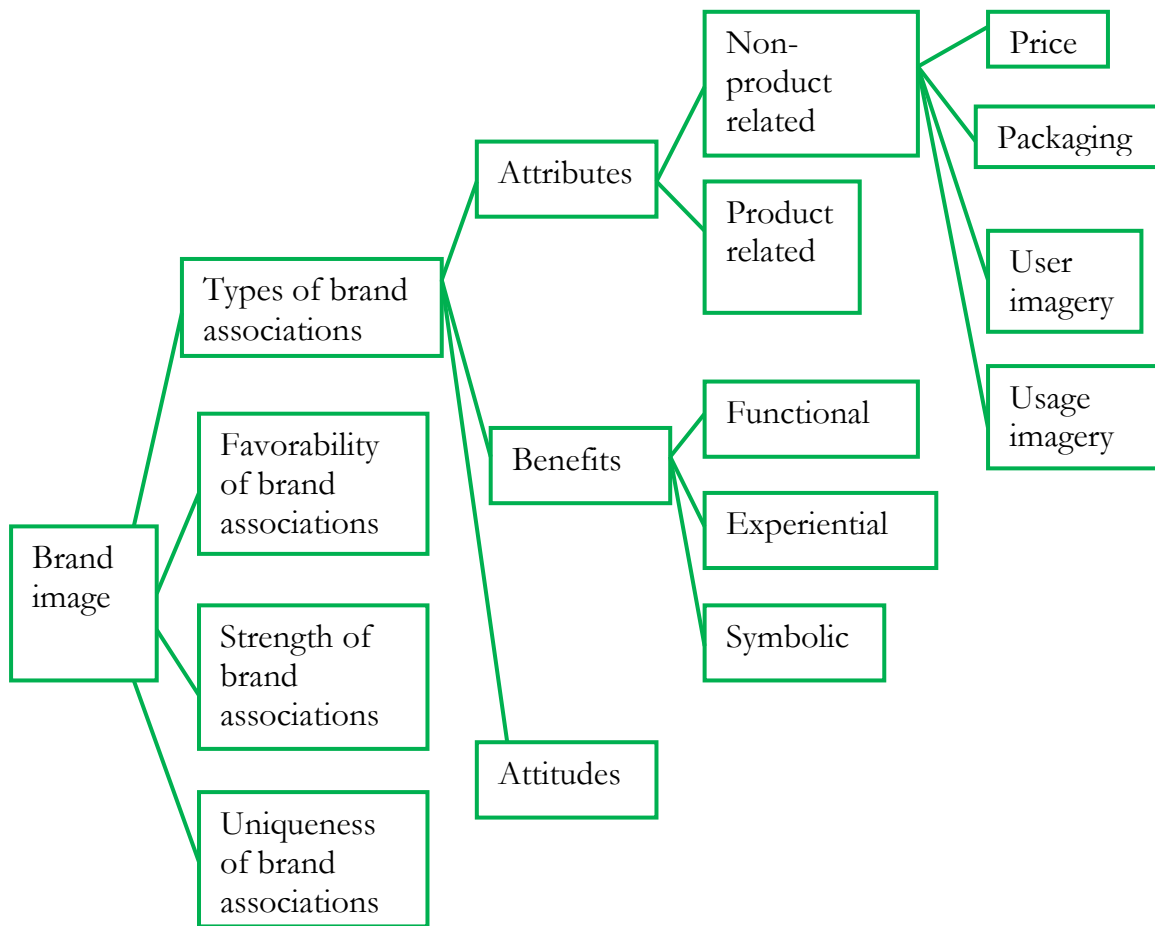 Brand
image
Types of brand
associations
Favorability
of brand
associations
Strength of
brand
associations
Uniqueness
of brand
associations
Attributes
Benefits
Attitudes
Non-
product
related
Product
related
Functional
Experiential
Symbolic
Price
Packaging
User
imagery
Usage
imagery